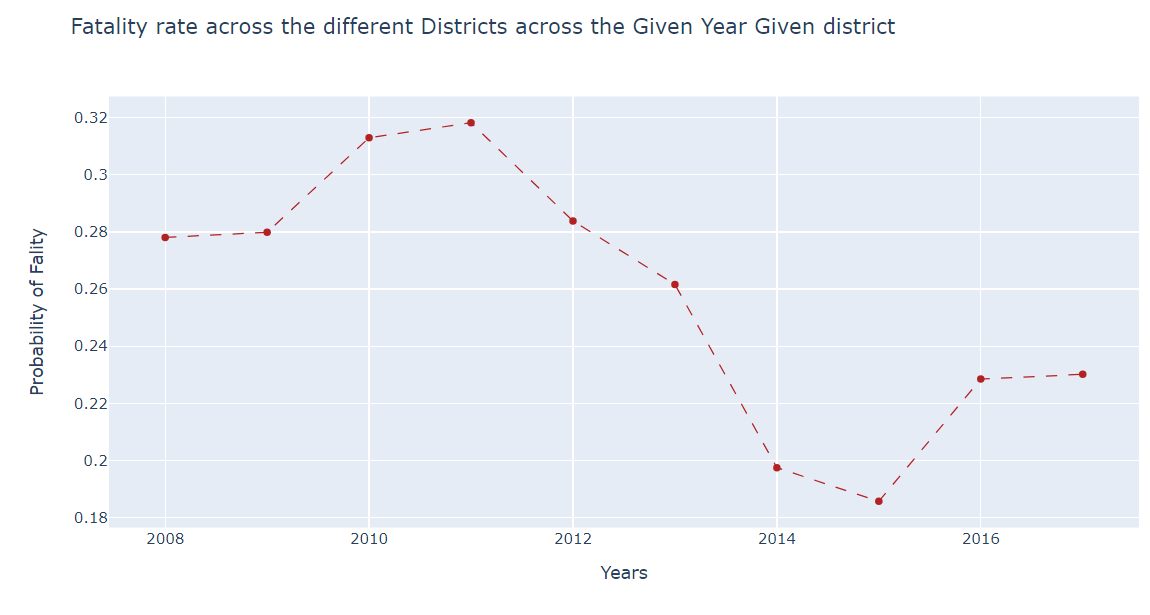 Fatality rate across the different Districts across the Given Year Given district
0.32
0.3
0.28
0.26
0.24
0.22
0.2
0.18
Probability of Fality
2008 2010 2012 2014 2016
Years